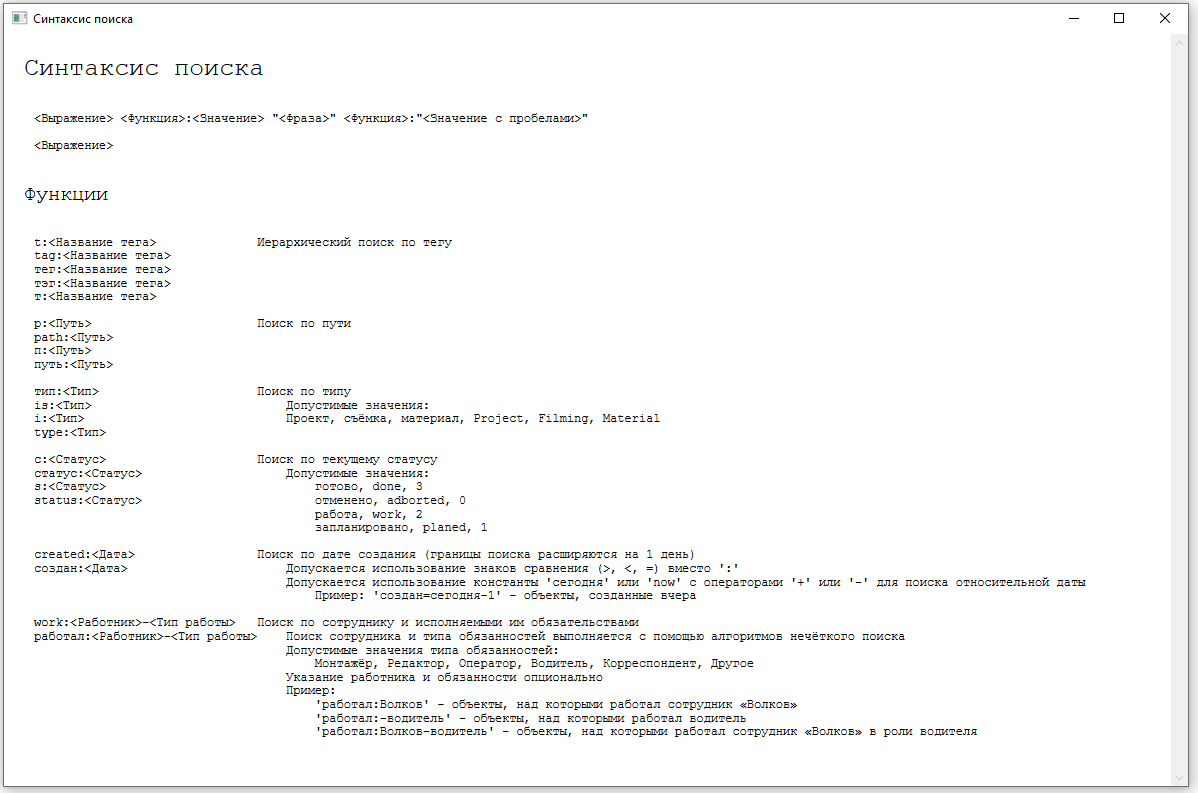 Синтаксис поиска
Синтаксис поиска
<Выражение> <Функция>:<Значение> "<Фраза>" <Функция>:"<Значение с пробелами>"
<Выражение>
Функции
t:<Название тега> Иерархический поиск по тегу
tag:<Название тега>
тег:<Название тега>
тэг:<Название тега>
т:<Название тега>
p:<Путь> Поиск по пути
path:<Путь>
п:<Путь>
путь:<Путь>
тип:<Тип> Поиск по типу
is:<Тип> Допустимые значения:
i:<Тип> Проект, съёмка, материал, Project, Filming, Material
type:<Тип>
с:<Статус> Поиск по текущему статусу
статус:<Статус> Допустимые значения:
s:<Статус> готово, done, 3
status:<Статус> отменено, adborted, 0
работа, work, 2
запланировано, planed, 1
created:<Дата> Поиск по дате создания (границы поиска расширяются на 1 день)
создан:<Дата> Допускается использование знаков сравнения (>, <, =) вместо ':'
Допускается использование константы 'сегодня' или 'now' с операторами '+' или '-' для поиска относительной даты
Пример: 'создан=сегодня-1' - объекты, созданные вчера
work:<Работник>-<Тип работы> Поиск по сотруднику и исполняемыми им обязательствами
работал:<Работник>-<Тип работы> Поиск сотрудника и типа обязанностей выполняется с помощью алгоритмов нечёткого поиска
Допустимые значения типа обязанностей:
Монтажёр, Редактор, Оператор, Водитель, Корреспондент, Другое
Указание работника и обязанности опционально
Пример:
'работал:Волков' - объекты, над которыми работал сотрудник «Волков»
'работал:-водитель' - объекты, над которыми работал водитель
'работал:Волков-водитель' - объекты, над которыми работал сотрудник «Волков» в роли водителя